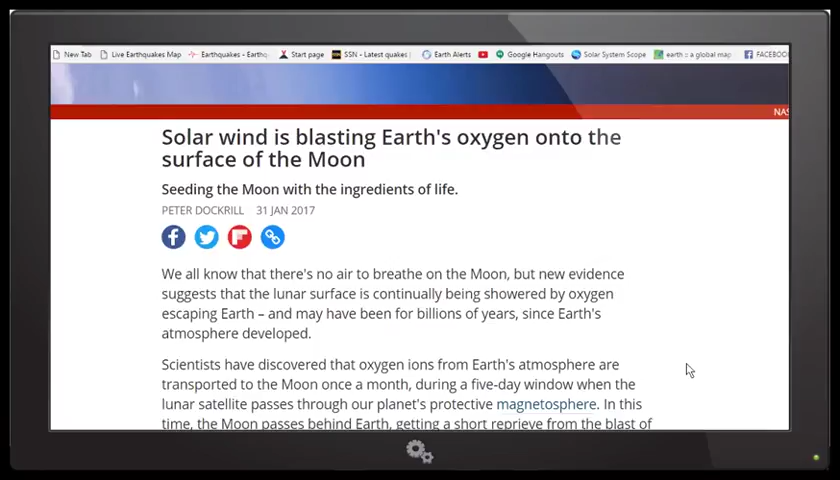 New Tab Live Earthquakes Map Earthquakes - Earthq Start page SSN - Latest quakes | Earth Alerts Google Hangouts Solar System Scope earth :: a global map FACEBOO
NAS
Solar wind is blasting Earth's oxygen onto the
surface of the Moon
Seeding the Moon with the ingredients of life.
PETER DOCKRILL 31 JAN 2017
We all know that there's no air to breathe on the Moon, but new evidence
suggests that the lunar surface is continually being showered by oxygen
escaping Earth – and may have been for billions of years, since Earth's
atmosphere developed.
Scientists have discovered that oxygen ions from Earth's atmosphere are
transported to the Moon once a month, during a five-day window when the
lunar satellite passes through our planet's protective magnetosphere. In this
time, the Moon passes behind Earth, getting a short reprieve from the blast of